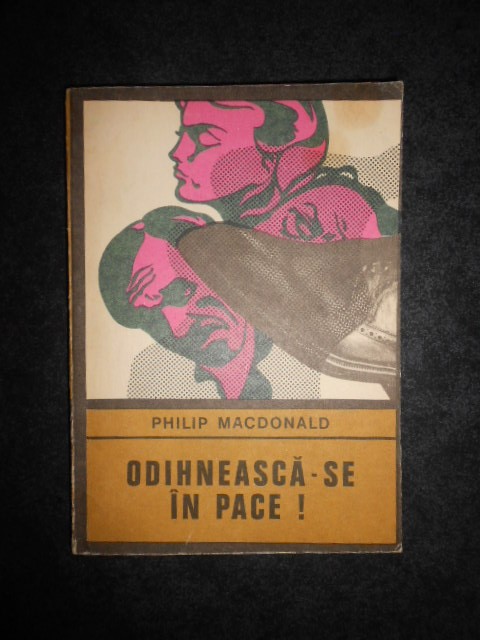 PHILIP MACDONALD
ODIHNEASCĂ-SE
ÎN PACE !